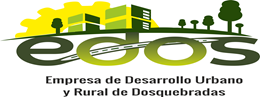 edos
Empresa de Desarrollo Urbano
y Rural de Dosquebradas